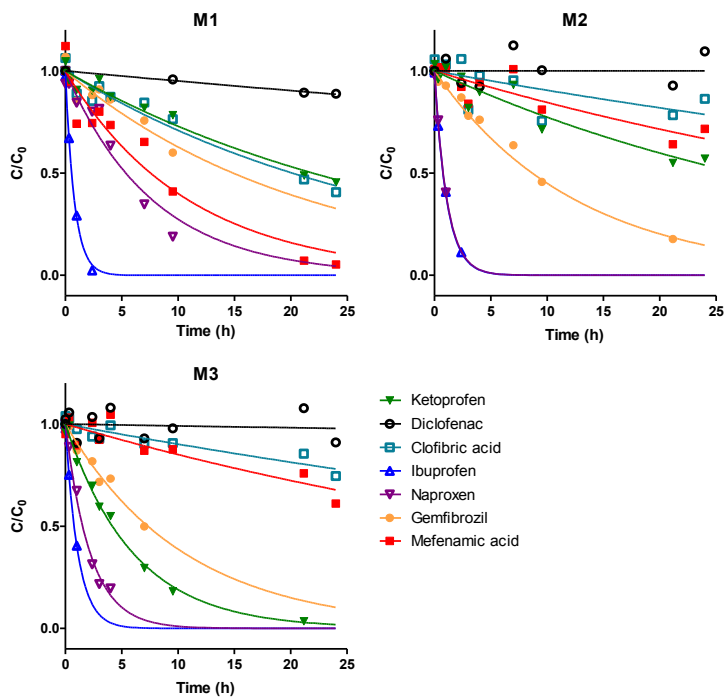 M1
C/C0
1.0
0.5
0.0
0 5 10 15 20 25
Time (h)
M2
C/C0
1.0
0.5
0.0
0 5 10 15 20 25
Time (h)
M3
C/C0
1.0
0.5
0.0
0 5 10 15 20 25
Time (h)
Ketoprofen
Diclofenac
Clofibric acid
Ibuprofen
Naproxen
Gemfibrozil
Mefenamic acid